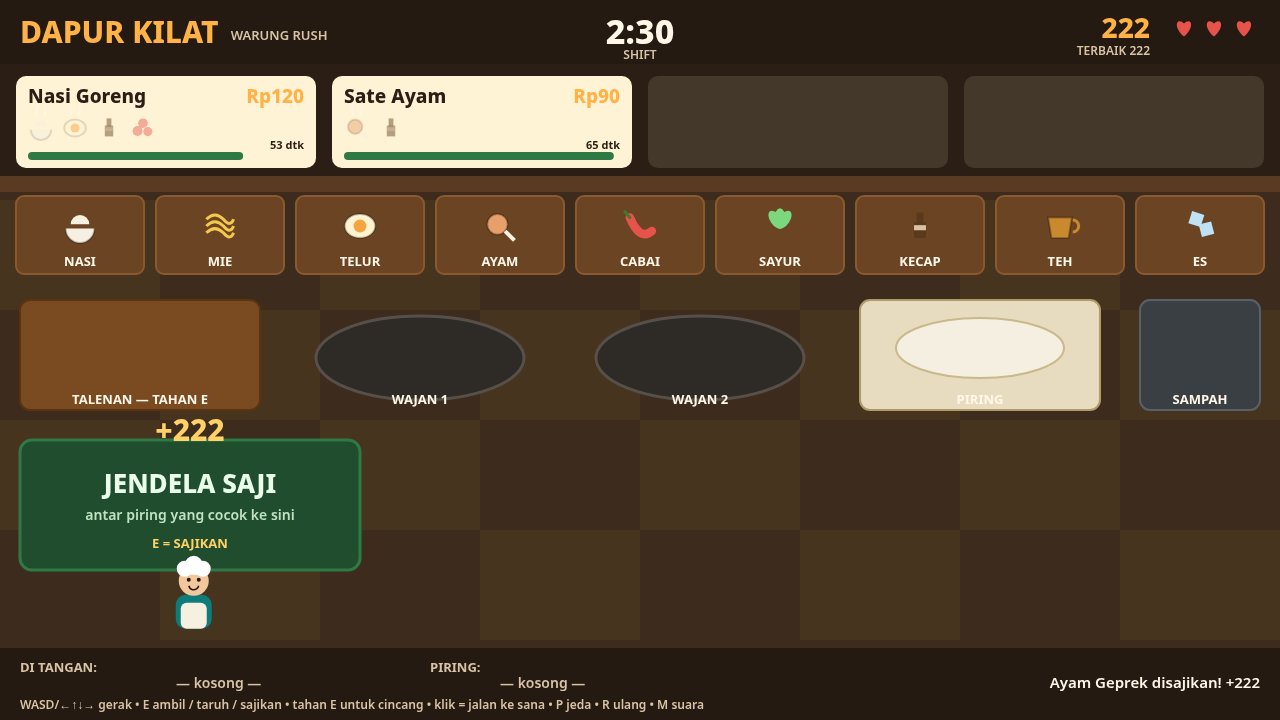 DAPUR KILAT WARUNG RUSH
2:30
SHIFT
222
TERBAIK 222
Nasi Goreng Rp120
53 dtk
Sate Ayam Rp90
65 dtk
NASI MIE TELUR AYAM CABAI SAYUR KECAP TEH ES
TALENAN — TAHAN E WAJAN 1 WAJAN 2 PIRING SAMPAH
+222
JENDELA SAJI
antar piring yang cocok ke sini
E = SAJIKAN
DI TANGAN: PIRING:
— kosong — — kosong — Ayam Geprek disajikan! +222
WASD/←↑↓→ gerak • E ambil / taruh / sajikan • tahan E untuk cincang • klik = jalan ke sana • P jeda • R ulang • M suara